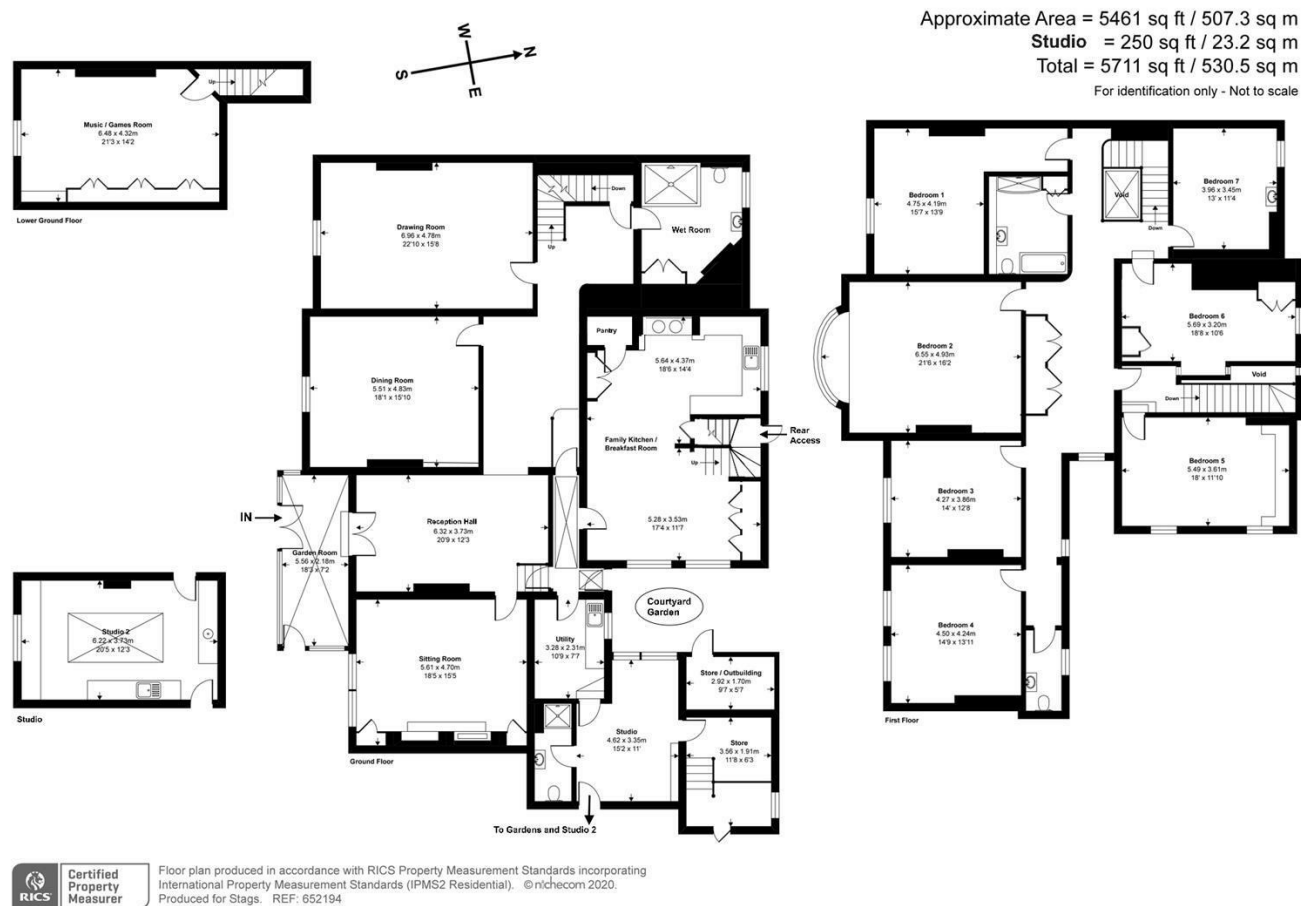 Approximate Area = 5461 sq ft / 507.3 sq m
Studio = 250 sq ft / 23.2 sq m
Total = 5711 sq ft / 530.5 sq m
For identification only - Not to scale
W
N
S
E
Up
Music / Games Room
6.48 x 4.32m
21'3 x 14'2
Lower Ground Floor
Drawing Room
6.96 x 4.78m
22'10 x 15'8
Down
Up
Wet Room
Dining Room
5.51 x 4.83m
18'1 x 15'10
Pantry
5.64 x 4.37m
18'6 x 14'4
Family Kitchen /
Breakfast Room
Up
Rear
Access
5.28 x 3.53m
17'4 x 11'7
IN
Reception Hall
6.32 x 3.73m
20'9 x 12'3
Garden Room
5.56 x 2.18m
18'3 x 7'2
Courtyard
Garden
Sitting Room
5.61 x 4.70m
18'5 x 15'5
Utility
3.28 x 2.31m
10'9 x 7'7
Store / Outbuilding
2.92 x 1.70m
9'7 x 5'7
Studio
4.62 x 3.35m
15'2 x 11'
Store
3.56 x 1.91m
11'8 x 6'3
Ground Floor
To Gardens and Studio 2
Studio 2
6.22 x 3.73m
20'5 x 12'3
Studio
Bedroom 1
4.75 x 4.19m
15'7 x 13'9
Void
Down
Bedroom 7
3.96 x 3.45m
13' x 11'4
Bedroom 2
6.55 x 4.93m
21'6 x 16'2
Bedroom 6
5.69 x 3.20m
18'8 x 10'6
Void
Down
Bedroom 3
4.27 x 3.86m
14' x 12'8
Bedroom 5
5.49 x 3.61m
18' x 11'10
Bedroom 4
4.50 x 4.24m
14'9 x 13'11
First Floor
RICS
Certified
Property
Measurer
Floor plan produced in accordance with RICS Property Measurement Standards incorporating
International Property Measurement Standards (IPMS2 Residential). © nichecom 2020.
Produced for Stags. REF: 652194